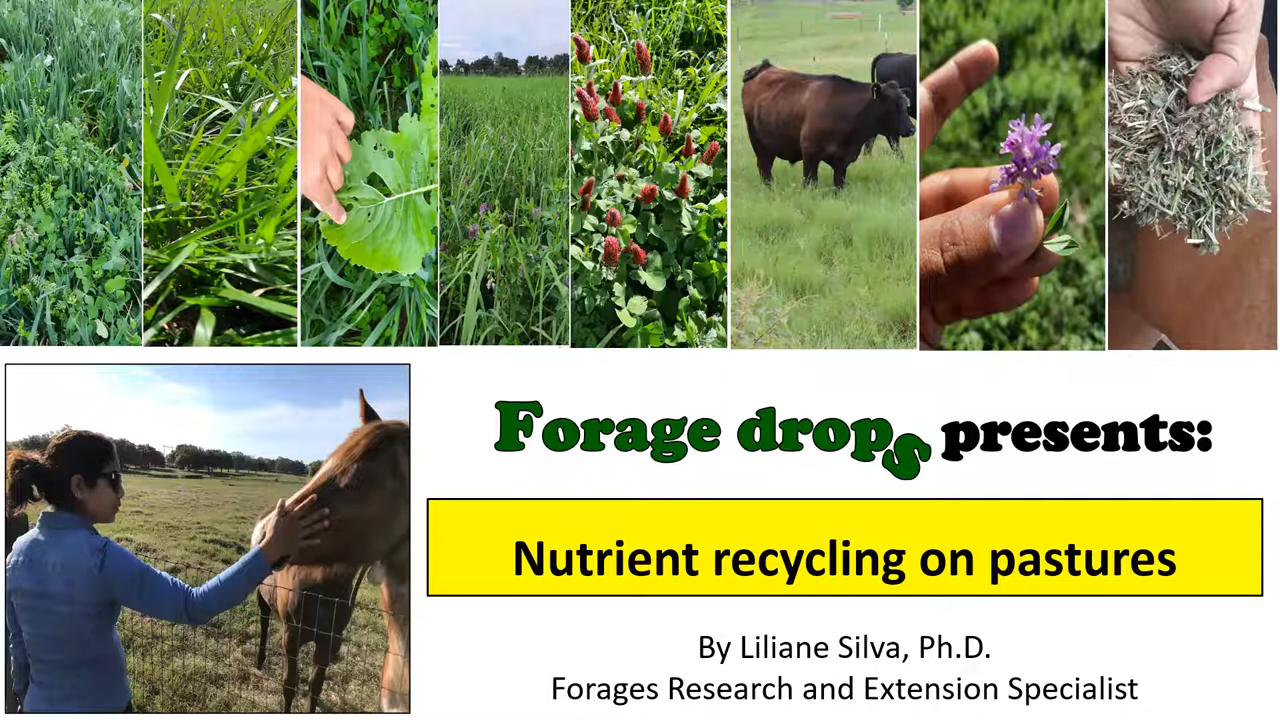 Forage drops presents:
Nutrient recycling on pastures
By Liliane Silva, Ph.D.
Forages Research and Extension Specialist